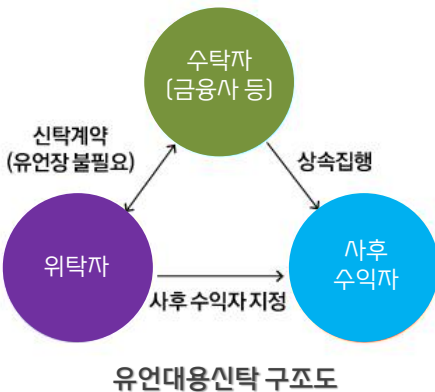 수탁자
(금융사 등)
신탁계약
(유언장 불필요)
상속집행
위탁자
사후
수익자
사후 수익자 지정
유언대용신탁 구조도